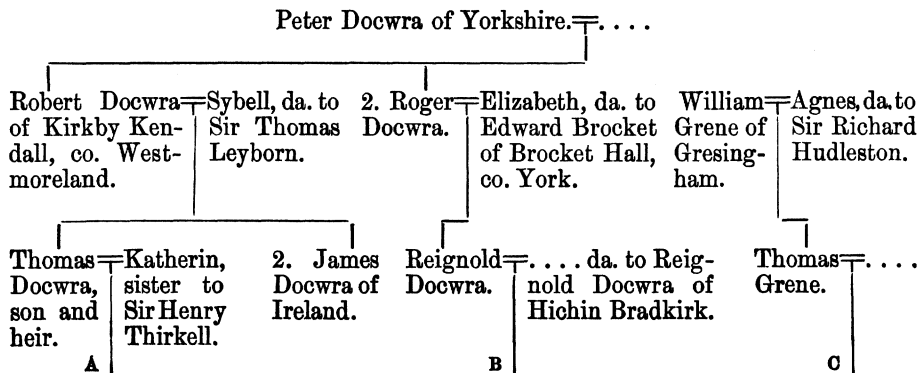 Peter Docwra of Yorkshire.=. . . .
Robert Docwra=Sybell, da. to
of Kirkby Ken-
dall, co. West-
moreland.
Sir Thomas
Leyborn.
2. Roger=Elizabeth, da. to
Docwra.
Edward Brocket
of Brocket Hall,
co. York.
William=Agnes, da. to
Grene of
Gresing-
ham.
Sir Richard
Hudleston.
Thomas=Katherin,
Docwra,
son and
heir.
sister to
Sir Henry
Thirkell.
2. James
Docwra of
Ireland.
Reignold=. . . . da. to Reig-
Docwra.
nold Docwra of
Hichin Bradkirk.
Thomas=. . . .
Grene.
A
B
C